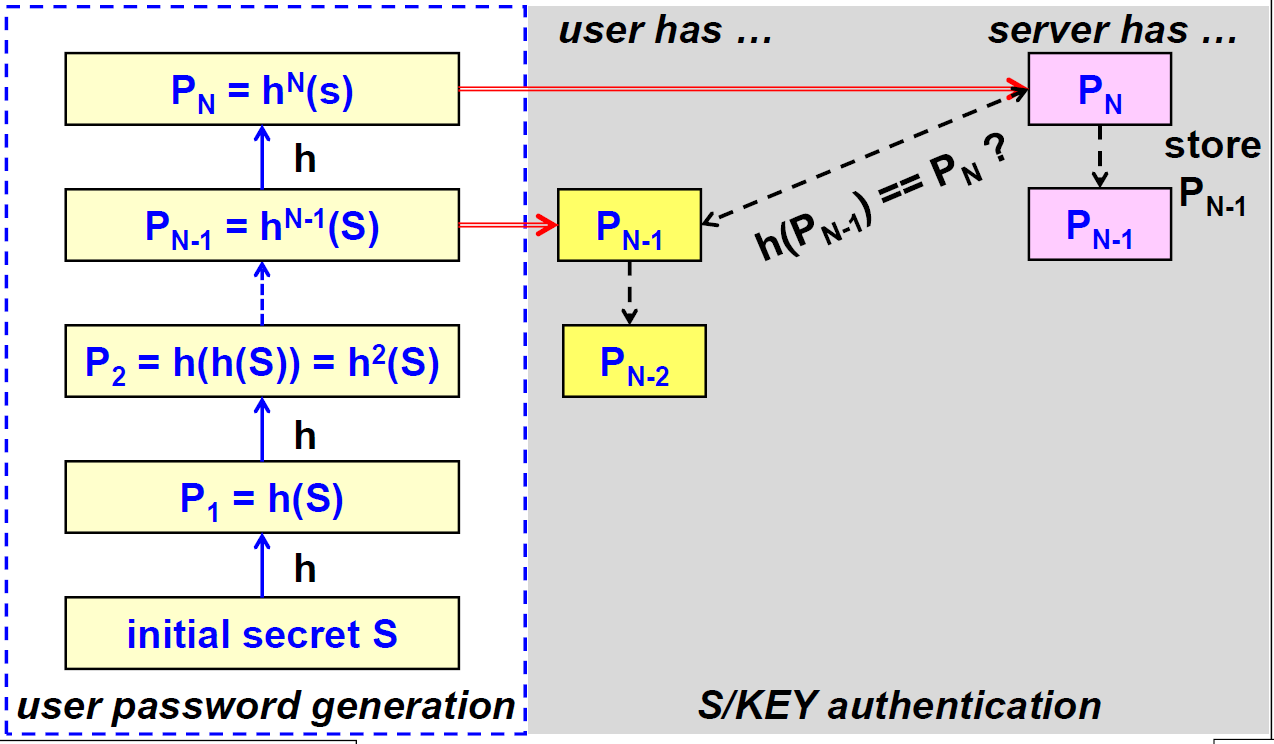 user has …
server has …
P_N = h^N(s)
P_N
h
store
P_N-1
P_N-1 = h^N-1(S)
P_N-1
h(P_N-1) == P_N ?
P_N-1
P_2 = h(h(S)) = h^2(S)
P_N-2
h
P_1 = h(S)
h
initial secret S
user password generation
S/KEY authentication